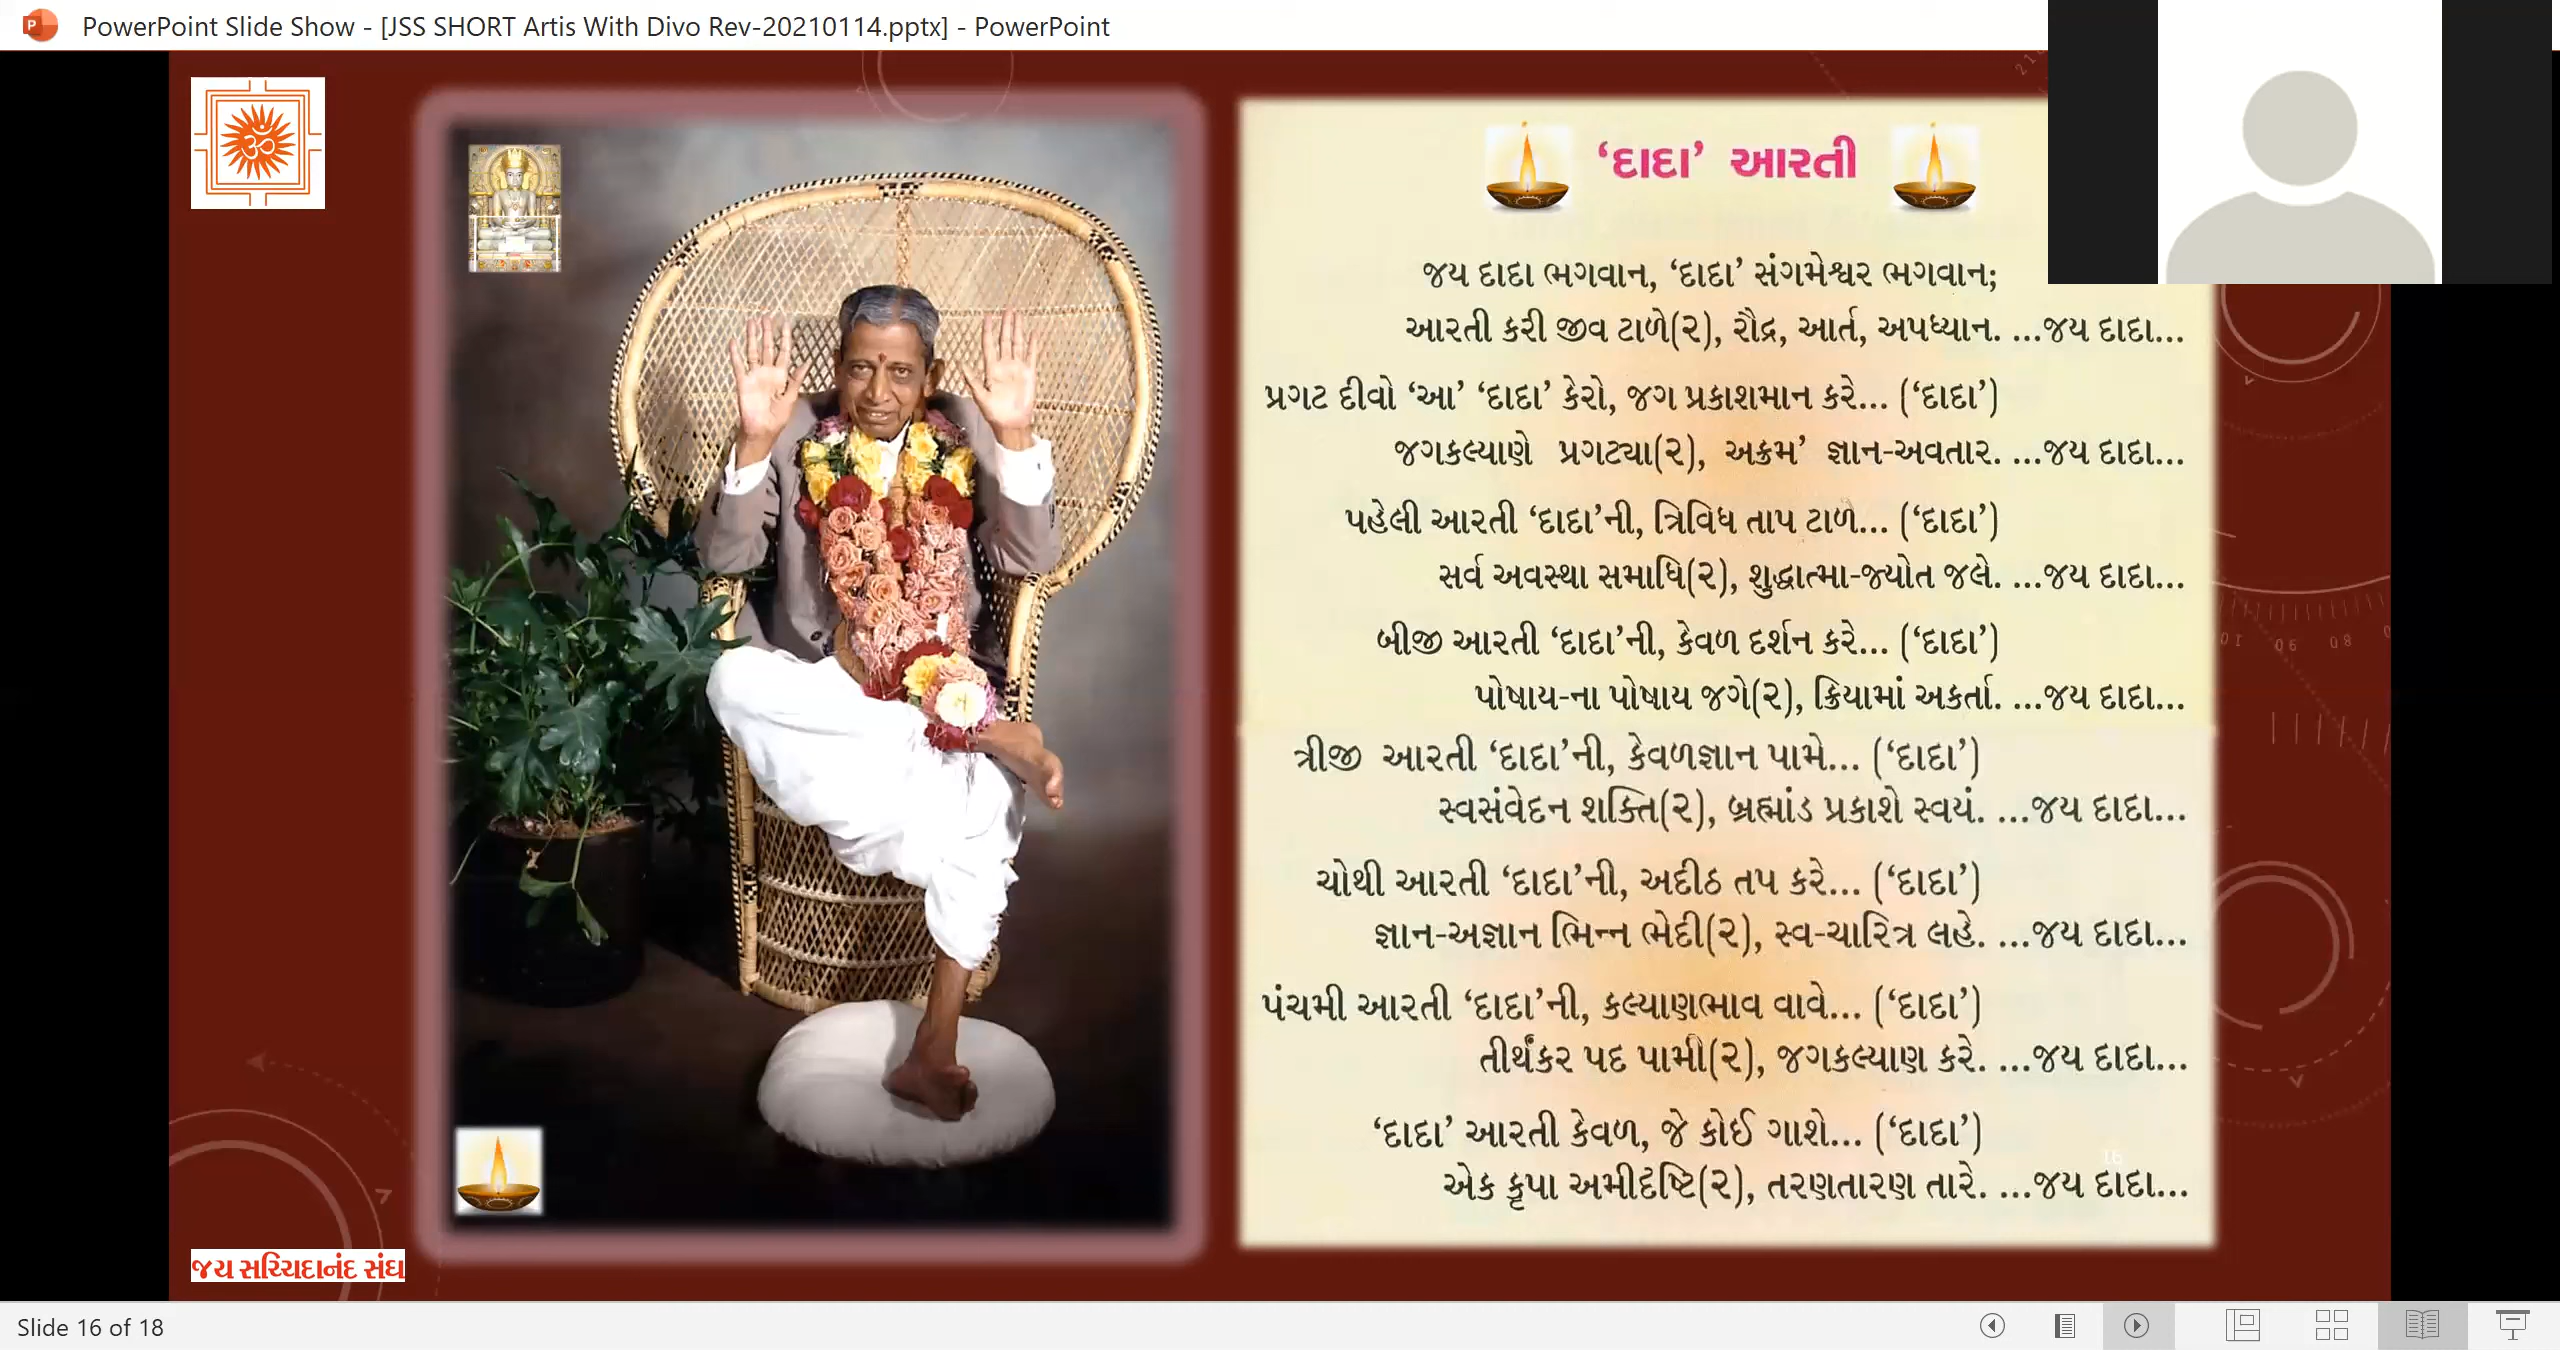 PowerPoint Slide Show - [JSS SHORT Artis With Divo Rev-20210114.pptx] - PowerPoint
‘દાદા’ આરતી
જય દાદા ભગવાન, ‘દાદા’ સંગમેશ્વર ભગવાન;
આરતી કરી જીવ ટાળે(૨), રૌદ્ર, આર્ત, અપધ્યાન. ...જય દાદા...
પ્રગટ દીવો ‘આ’ ‘દાદા’ કેરો, જગ પ્રકાશમાન કરે... (‘દાદા’)
જગકલ્યાણે પ્રગટ્યા(૨), અક્રમ’ જ્ઞાન-અવતાર. ...જય દાદા...
પહેલી આરતી ‘દાદા’ની, ત્રિવિધ તાપ ટાળે... (‘દાદા’)
સર્વ અવસ્થા સમાધિ(૨), શુદ્ધાત્મા-જ્યોત જલે. ...જય દાદા...
બીજી આરતી ‘દાદા’ની, કેવળ દર્શન કરે... (‘દાદા’)
પોષાય-ના પોષાય જગે(૨), ક્રિયામાં અકર્તા. ...જય દાદા...
ત્રીજી આરતી ‘દાદા’ની, કેવળજ્ઞાન પામે... (‘દાદા’)
સ્વસંવેદન શક્તિ(૨), બ્રહ્માંડ પ્રકાશે સ્વયં. ...જય દાદા...
ચોથી આરતી ‘દાદા’ની, અદીઠ તપ કરે... (‘દાદા’)
જ્ઞાન-અજ્ઞાન ભિન્ન ભેદી(૨), સ્વ-ચારિત્ર લહે. ...જય દાદા...
પંચમી આરતી ‘દાદા’ની, કલ્યાણભાવ વાવે... (‘દાદા’)
તીર્થંકર પદ પામી(૨), જગકલ્યાણ કરે. ...જય દાદા...
‘દાદા’ આરતી કેવળ, જે કોઈ ગાશે... (‘દાદા’)
એક કૃપા અમીદૃષ્ટિ(૨), તરણતારણ તારે. ...જય દાદા...
16
જય સચ્ચિદાનંદ સંઘ
Slide 16 of 18